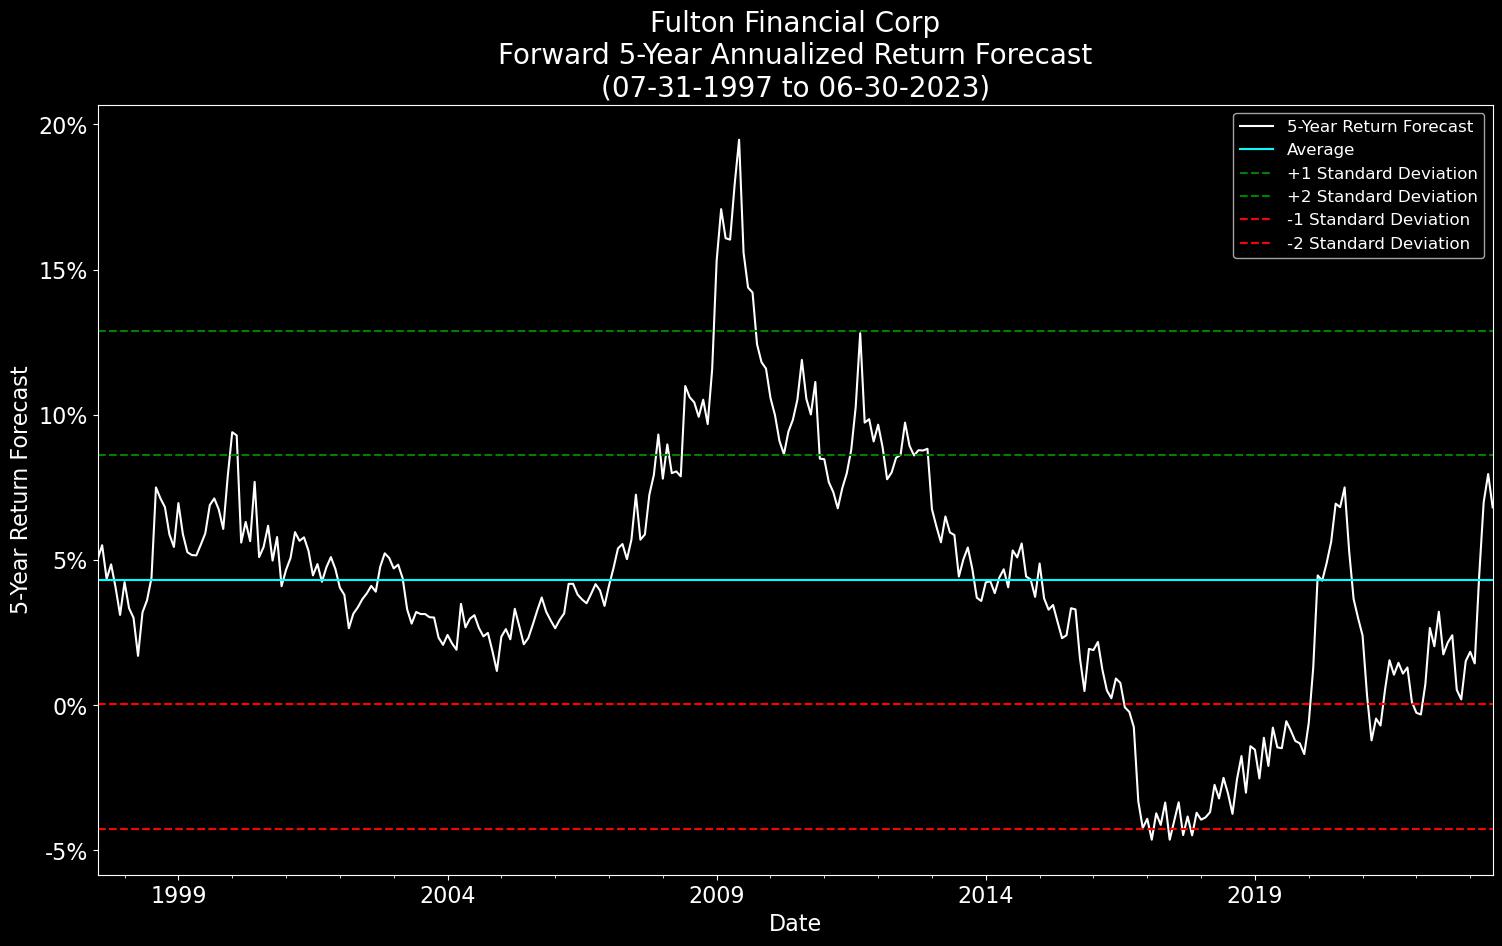 Fulton Financial Corp
Forward 5-Year Annualized Return Forecast
(07-31-1997 to 06-30-2023)
5-Year Return Forecast
Average
+1 Standard Deviation
+2 Standard Deviation
-1 Standard Deviation
-2 Standard Deviation
5-Year Return Forecast
20%
15%
10%
5%
0%
-5%
1999 2004 2009 2014 2019
Date